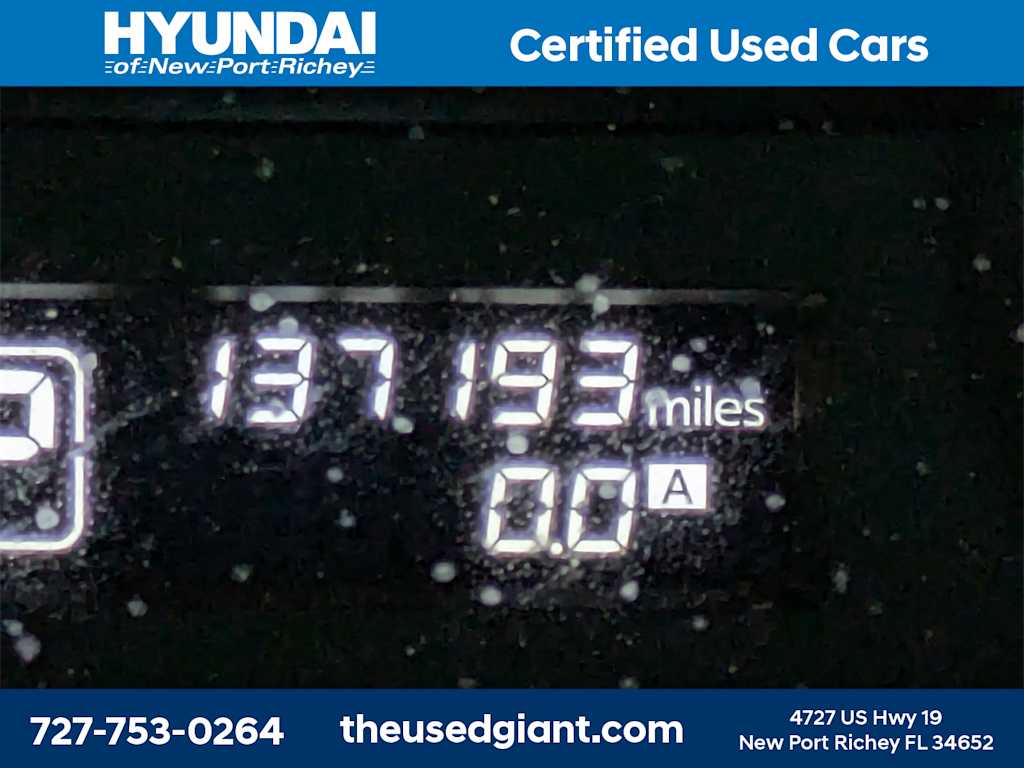 HYUNDAI
of New Port Richey
Certified Used Cars
137193 miles
P
0.0 A
727-753-0264
theusedgiant.com
4727 US Hwy 19
New Port Richey FL 34652